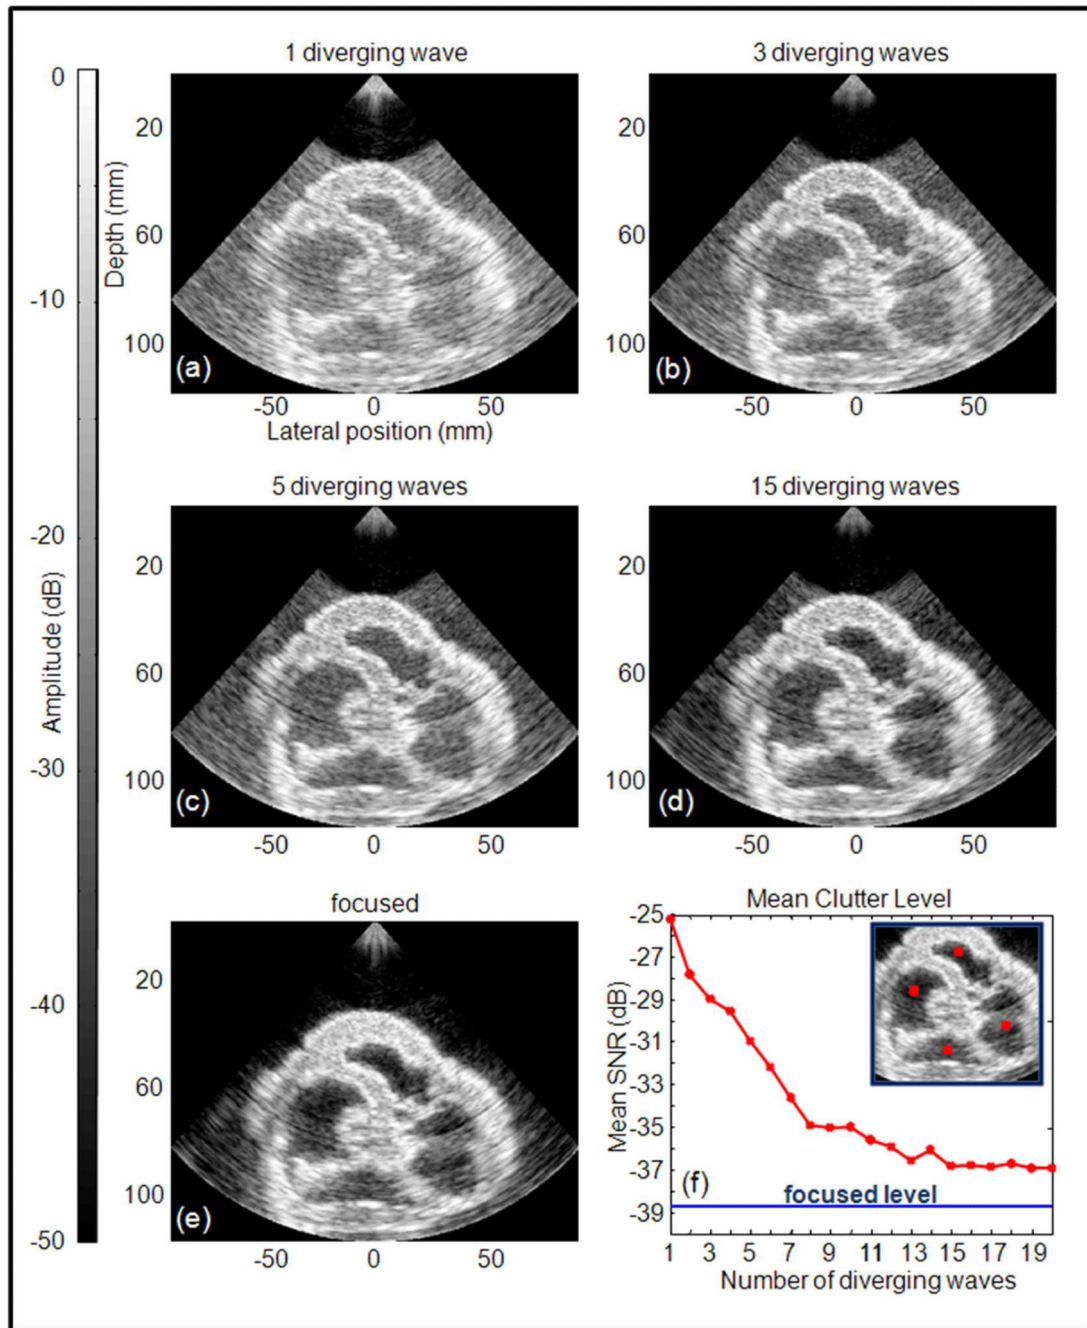 1 diverging wave
3 diverging waves
0
-10
-20
-30
-40
-50
Amplitude (dB)
Depth (mm)
20
60
100
(a)
-50 0 50
Lateral position (mm)
20
60
100
(b)
-50 0 50
5 diverging waves
15 diverging waves
20
60
100
(c)
-50 0 50
20
60
100
(d)
-50 0 50
focused
20
60
100
(e)
-50 0 50
Mean Clutter Level
Mean SNR (dB)
-25
-27
-29
-31
-33
-35
-37
-39
(f)
focused level
1 3 5 7 9 11 13 15 17 19
Number of diverging waves